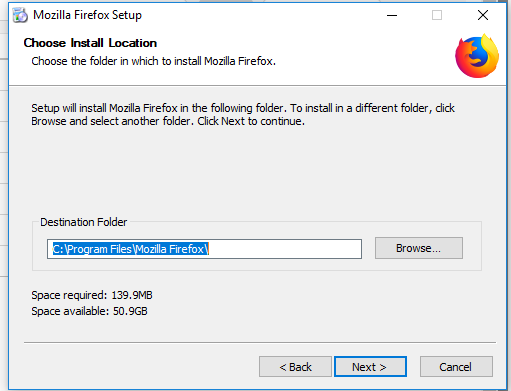 Mozilla Firefox Setup
Choose Install Location
Choose the folder in which to install Mozilla Firefox.
Setup will install Mozilla Firefox in the following folder. To install in a different folder, click
Browse and select another folder. Click Next to continue.
Destination Folder
C:\Program Files\Mozilla Firefox\
Browse...
Space required: 139.9MB
Space available: 50.9GB
< Back
Next >
Cancel